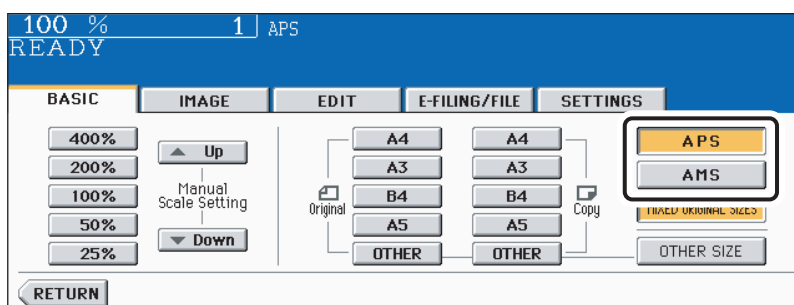 100 % 1 APS
READY
BASIC IMAGE EDIT E-FILING/FILE SETTINGS
400%
200%
100%
50%
25%
Up
Manual
Scale Setting
Down
Original
A4
A3
B4
A5
OTHER
A4
A3
B4
A5
OTHER
Copy
APS
AMS
MIXED ORIGINAL SIZES
OTHER SIZE
RETURN